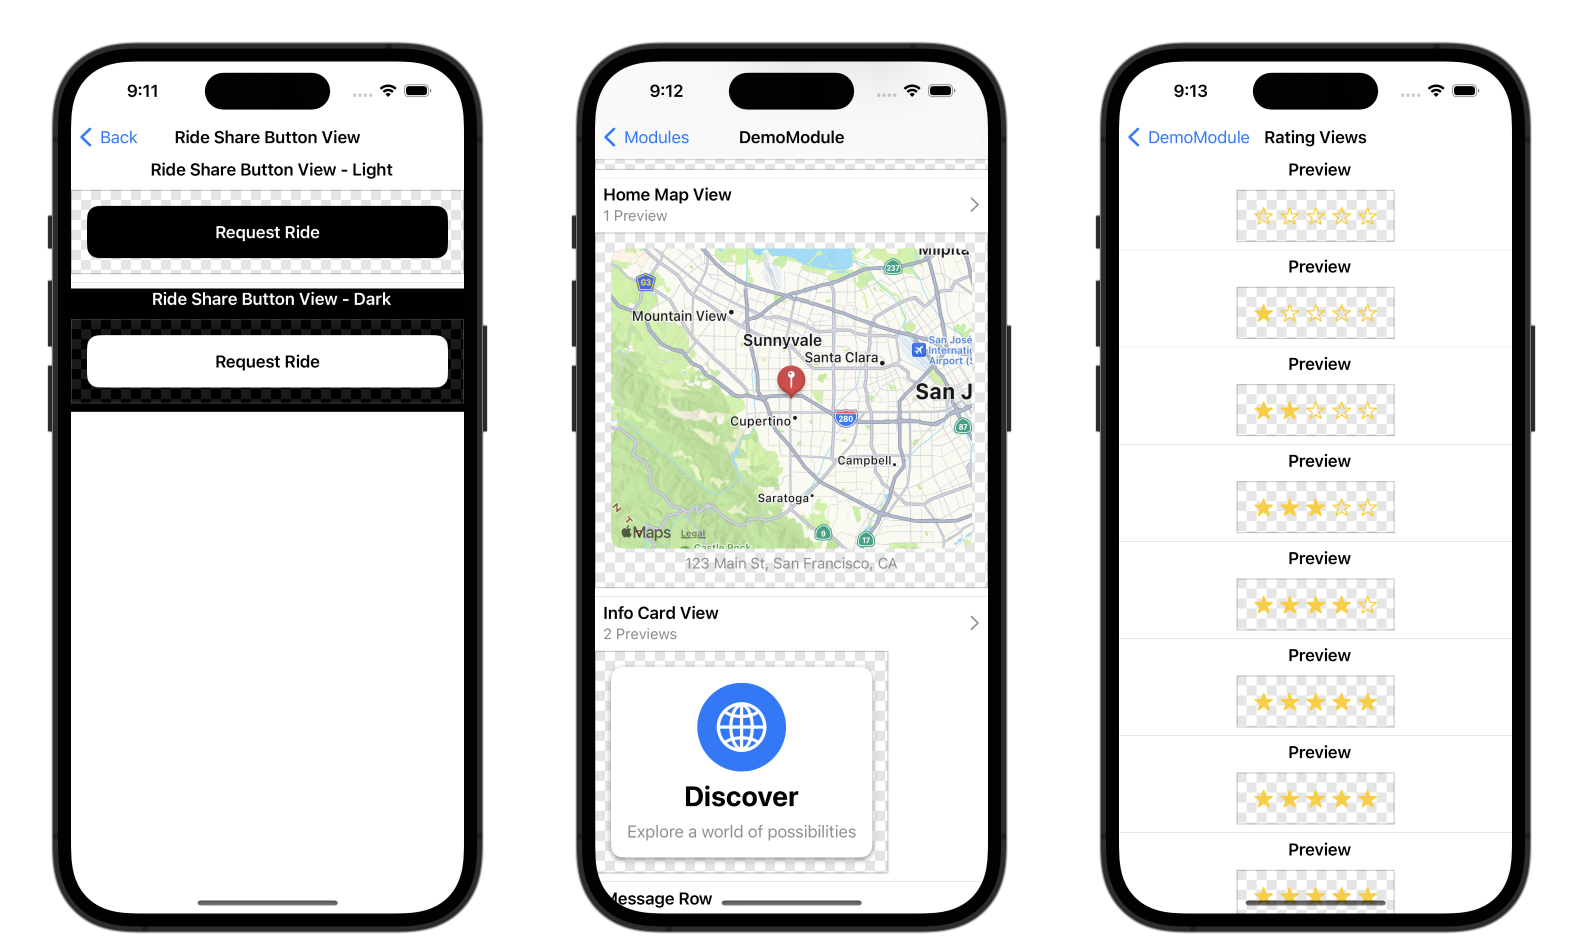 9:11
Back
Ride Share Button View
Ride Share Button View - Light
Request Ride
Ride Share Button View - Dark
Request Ride
9:12
Modules
DemoModule
Home Map View
1 Preview
237
G3
Mountain View
Sunnyvale
Santa Clara
San José
Internatic
Airport (S
San J
Cupertino
280
87
Campbell
Saratoga
Maps
Legal
9
17
Castle Rock
123 Main St, San Francisco, CA
Info Card View
2 Previews
Discover
Explore a world of possibilities
Message Row
9:13
DemoModule
Rating Views
Preview
Preview
Preview
Preview
Preview
Preview
Preview
Preview